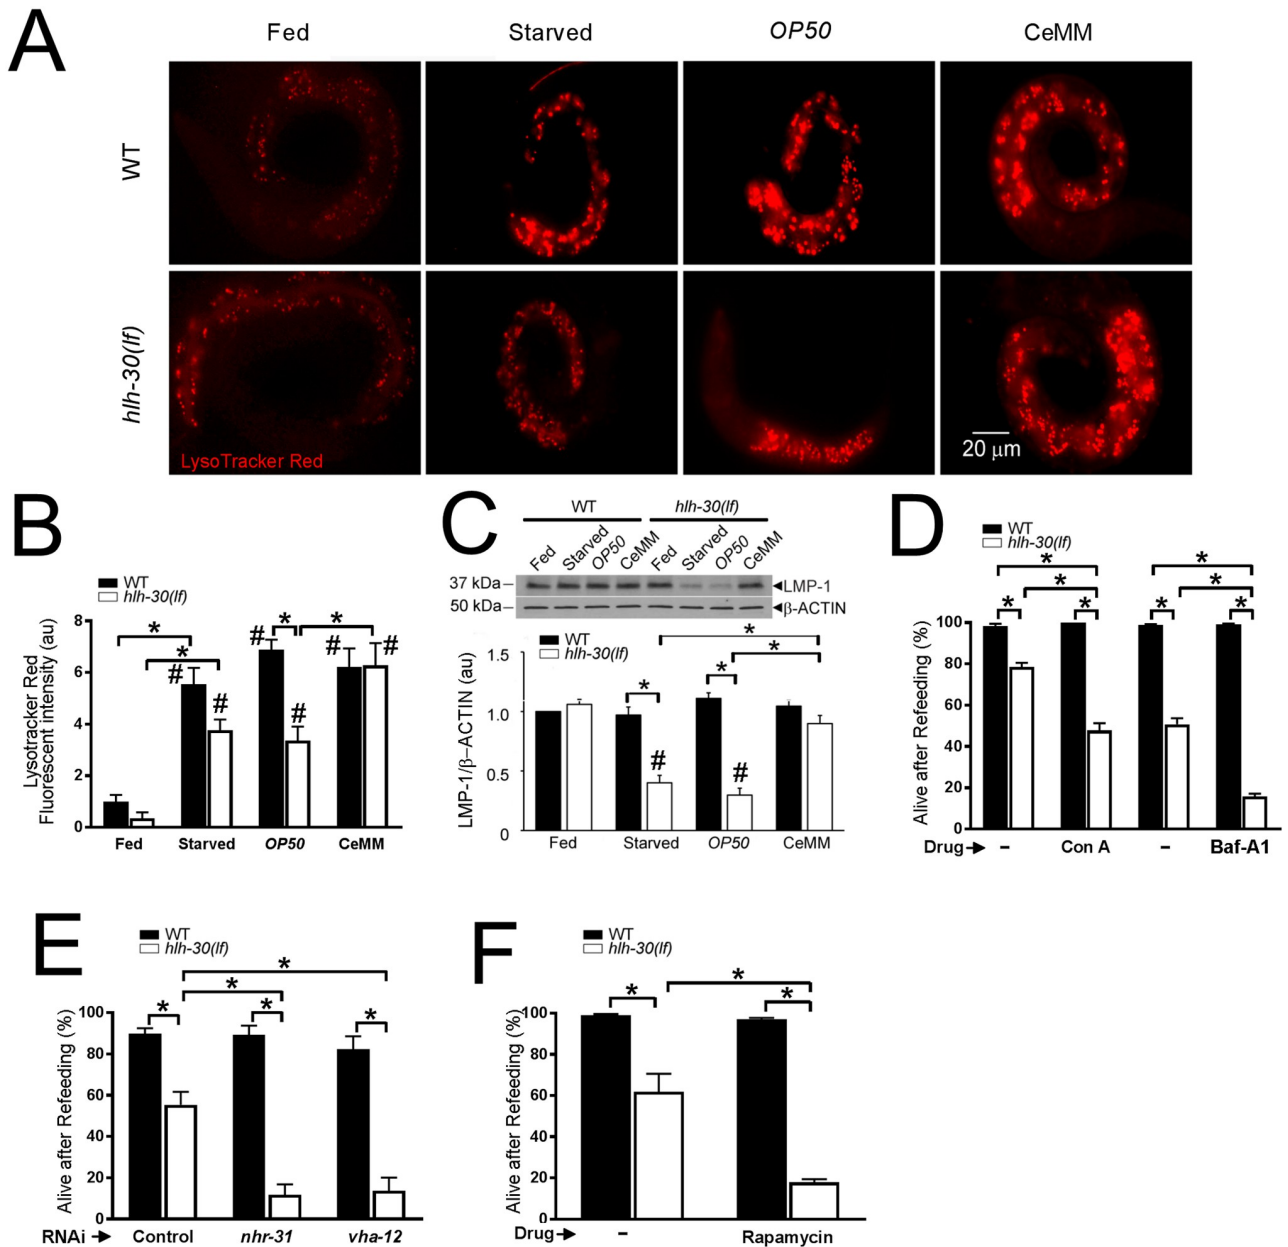 A
Fed Starved OP50 CeMM
WT
hlh-30(lf)
LysoTracker Red
20 μm
B
WT
hlh-30(lf)
Lysotracker Red
Fluorescent intensity (au)
8
6
4
2
0
* * * *
# # # # # #
Fed Starved OP50 CeMM
C
WT hlh-30(lf)
Fed Starved OP50 CeMM Fed Starved OP50 CeMM
37 kDa LMP-1
50 kDa β-ACTIN
WT
hlh-30(lf)
LMP-1/β-ACTIN (au)
1.5
1.0
0.5
0
* * * *
# #
Fed Starved OP50 CeMM
D
WT
hlh-30(lf)
Alive after Refeeding (%)
100
80
60
40
20
0
* * * *
* * * *
Drug – Con A – Baf-A1
E
WT
hlh-30(lf)
Alive after Refeeding (%)
100
80
60
40
20
0
* * * * *
RNAi Control nhr-31 vha-12
F
WT
hlh-30(lf)
Alive after Refeeding (%)
100
80
60
40
20
0
* * *
Drug – Rapamycin